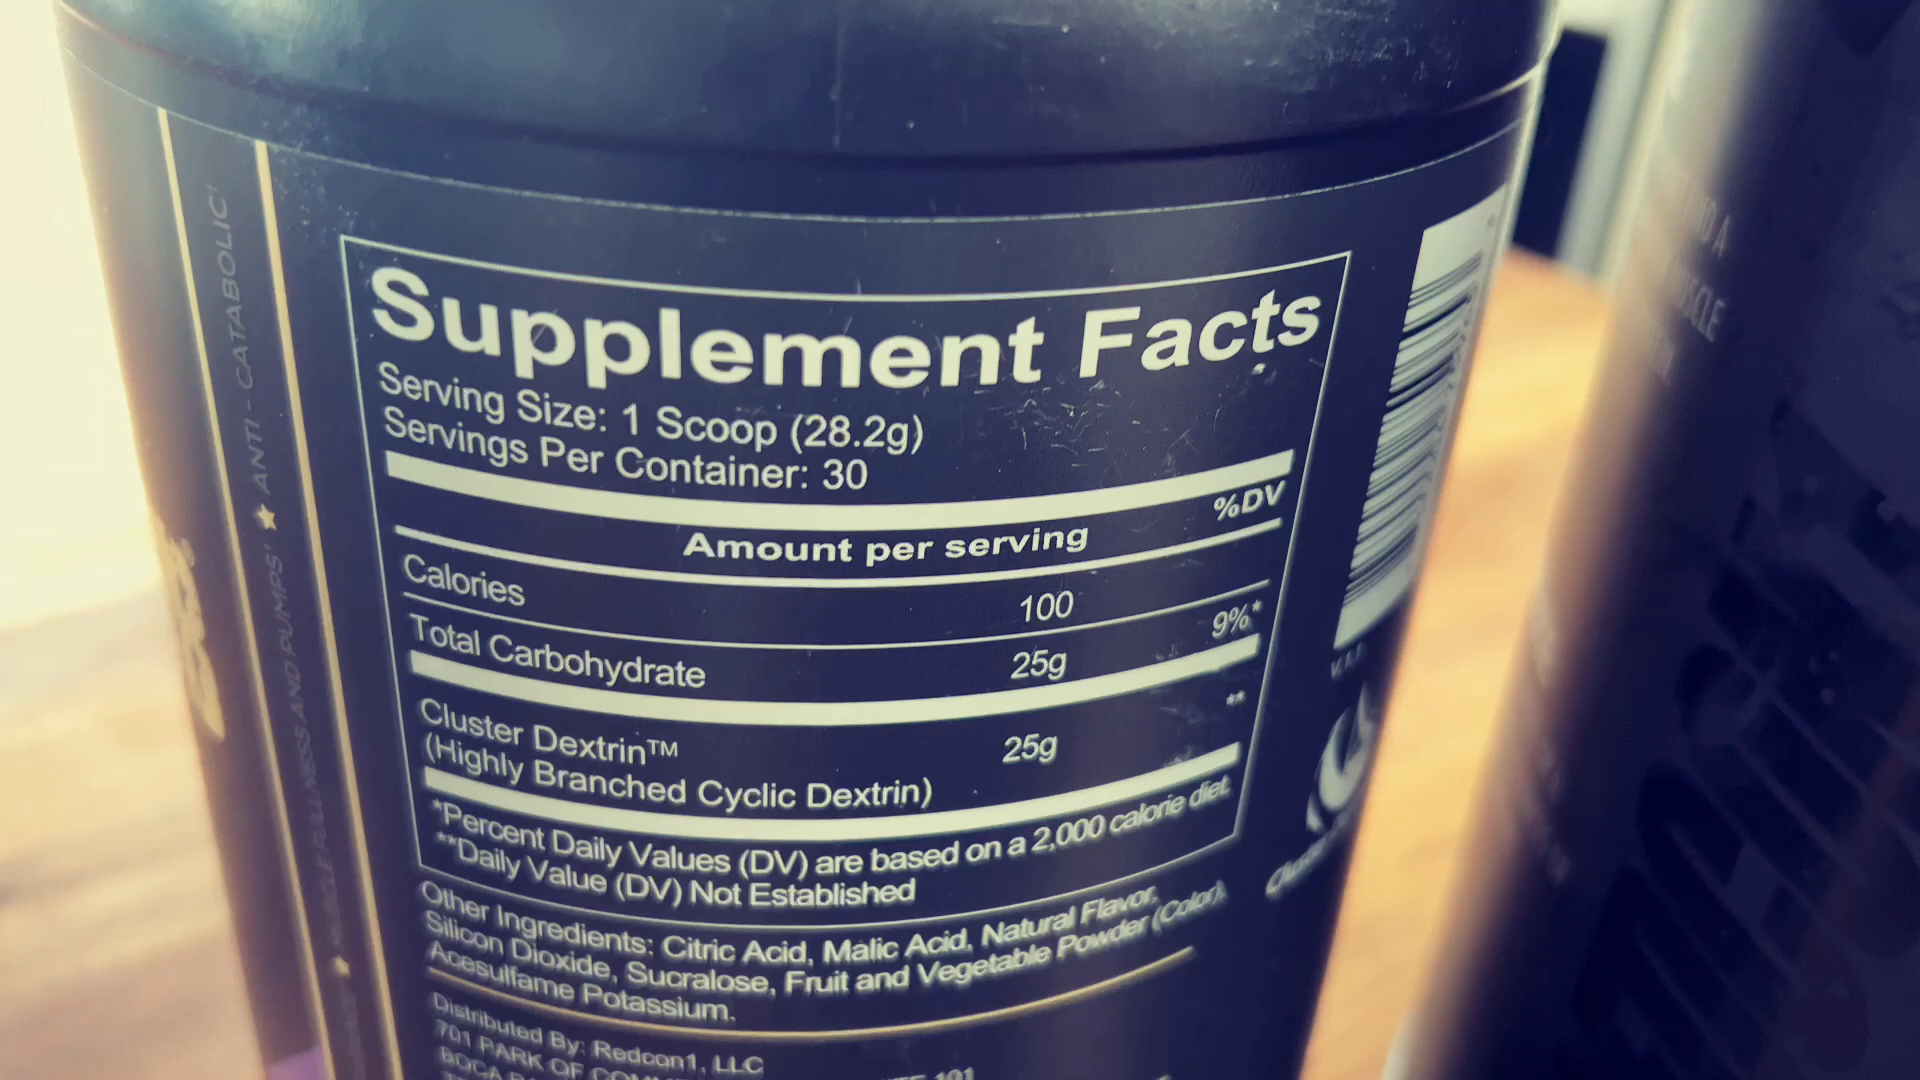 Supplement Facts
Serving Size: 1 Scoop (28.2g)
Servings Per Container: 30
%DV
Amount per serving
Calories 100
Total Carbohydrate 25g 9%*
Cluster Dextrin™ 25g **
(Highly Branched Cyclic Dextrin)
*Percent Daily Values (DV) are based on a 2,000 calorie diet.
**Daily Value (DV) Not Established
Other Ingredients: Citric Acid, Malic Acid, Natural Flavor,
Silicon Dioxide, Sucralose, Fruit and Vegetable Powder (Color),
Acesulfame Potassium.
Distributed By: Redcon1, LLC
701 PARK OF
BOCA
101
★ MUSCLE FULLNESS AND PUMPS' ★ ANTI - CATABOLIC'
V.1.1